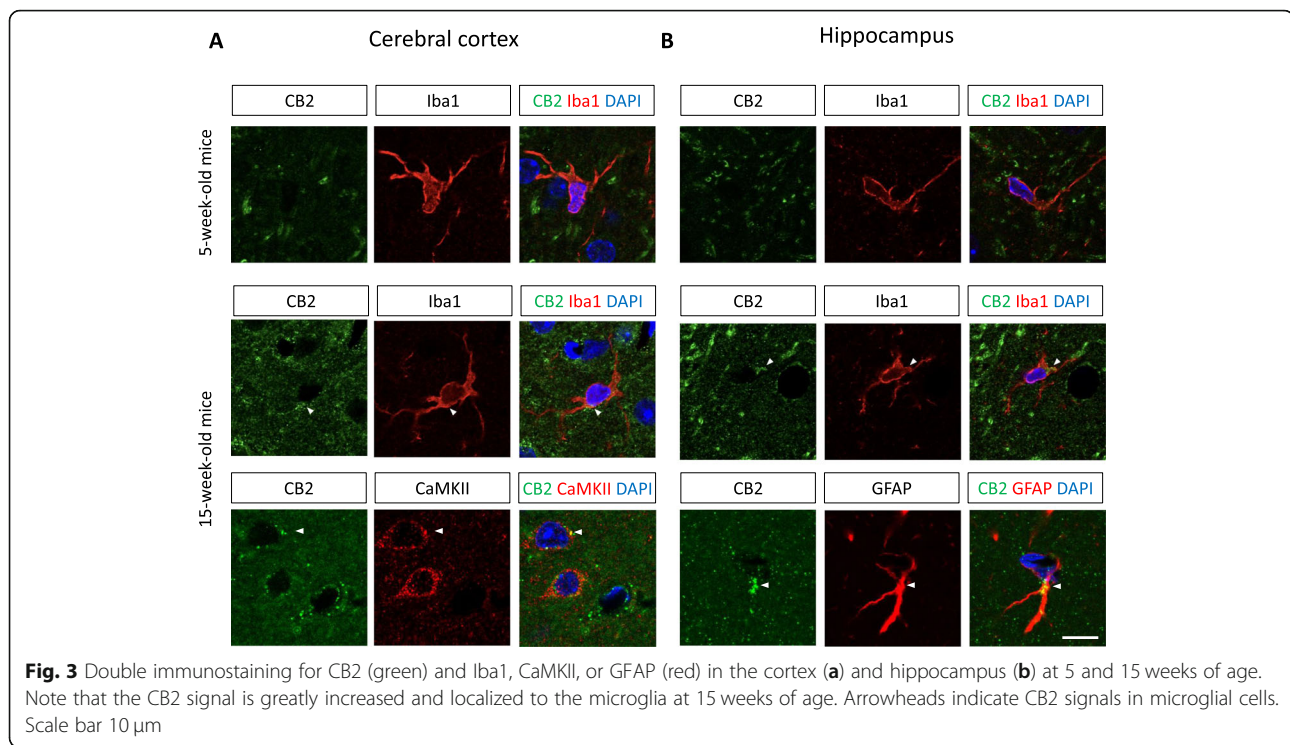 A Cerebral cortex B Hippocampus
CB2 Iba1 CB2 Iba1 DAPI CB2 Iba1 CB2 Iba1 DAPI
5-week-old mice
CB2 Iba1 CB2 Iba1 DAPI CB2 Iba1 CB2 Iba1 DAPI
15-week-old mice
CB2 CaMKII CB2 CaMKII DAPI CB2 GFAP CB2 GFAP DAPI
Fig. 3 Double immunostaining for CB2 (green) and Iba1, CaMKII, or GFAP (red) in the cortex (a) and hippocampus (b) at 5 and 15 weeks of age.
Note that the CB2 signal is greatly increased and localized to the microglia at 15 weeks of age. Arrowheads indicate CB2 signals in microglial cells.
Scale bar 10 μm